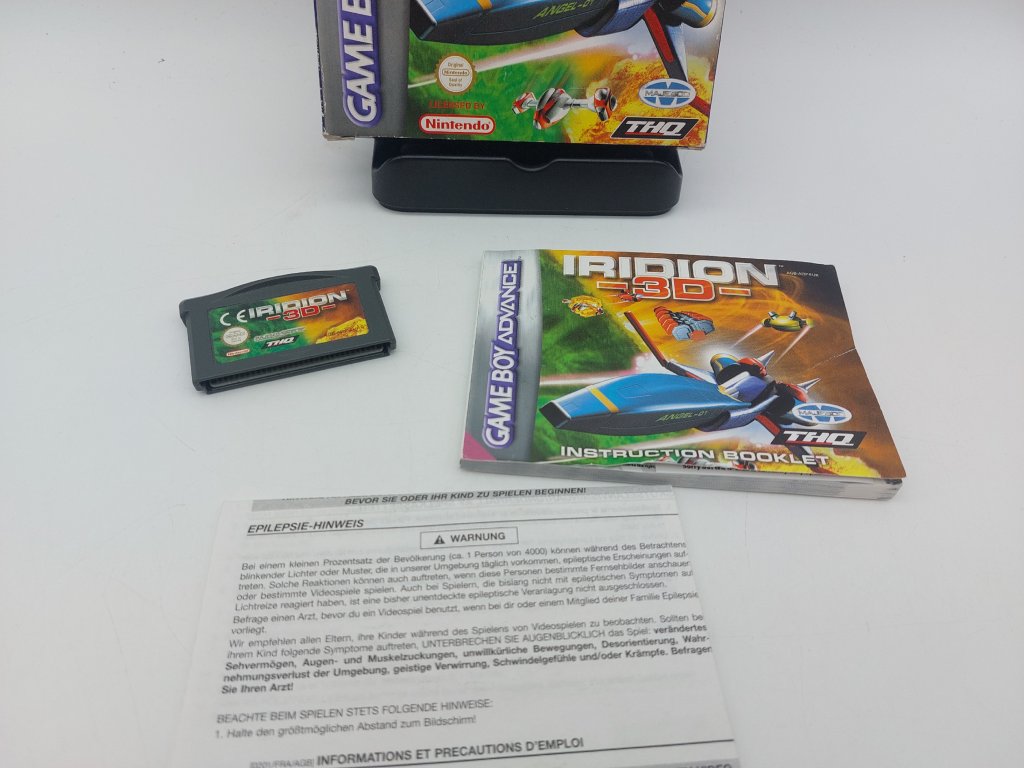 GAME B
ANGEL-01
Original
Nintendo
Seal of
Quality
LICENSED BY
Nintendo
MAJESCO
THQ
CE IRIDION
-3D-
THQ
GAME BOY ADVANCE
IRIDION™
-3D-
ANGEL-01
MAJESCO
THQ
INSTRUCTION BOOKLET
BEVOR SIE ODER IHR KIND ZU SPIELEN BEGINNEN!
EPILEPSIE-HINWEIS
WARNUNG
Bei einem kleinen Prozentsatz der Bevölkerung (ca. 1 Person von 4000) können während des Betrachtens
blinkender Lichter oder Muster, die in unserer Umgebung täglich vorkommen, epileptische Erscheinungen auf-
treten. Solche Reaktionen können auch auftreten, wenn diese Personen bestimmte Fernsehbilder anschauen
oder bestimmte Videospiele spielen. Auch bei Spielern, die bislang nicht mit epileptischen Symptomen auf
Lichtreize reagiert haben, ist eine bisher unentdeckte epileptische Veranlagung nicht ausgeschlossen.
Befrage einen Arzt, bevor du ein Videospiel benutzt, wenn bei dir oder einem Mitglied deiner Familie Epilepsie
vorliegt.
Wir empfehlen allen Eltern, ihre Kinder während des Spielens von Videospielen zu beobachten. Sollten be
ihrem Kind folgende Symptome auftreten, UNTERBRECHEN SIE AUGENBLICKLICH das Spiel: verändertes
Sehvermögen, Augen- und Muskelzuckungen, unwillkürliche Bewegungen, Desorientierung, Wahr-
nehmungsverlust der Umgebung, geistige Verwirrung, Schwindelgefühle und/oder Krämpfe. Befragen
Sie Ihren Arzt!
BEACHTE BEIM SPIELEN STETS FOLGENDE HINWEISE:
1. Halte den größtmöglichen Abstand zum Bildschirm!
INFORMATIONS ET PRECAUTIONS D'EMPLOI